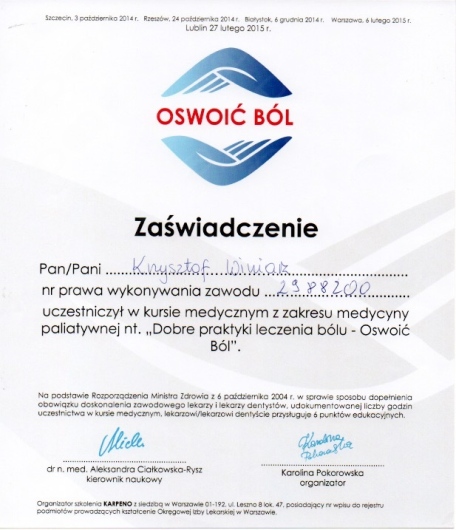 Szczecin, 3 października 2014 r. Rzeszów, 24 października 2014 r. Białystok, 6 grudnia 2014 r. Warszawa, 6 lutego 2015 r.
Lublin 27 lutego 2015 r.
OSWOIĆ BÓL
Zaświadczenie
Pan/Pani Krzysztof Winiarz
nr prawa wykonywania zawodu 2988200
uczestniczył w kursie medycznym z zakresu medycyny
paliatywnej nt. „Dobre praktyki leczenia bólu - Oswoić
Ból”.
Na podstawie Rozporządzenia Ministra Zdrowia z 6 października 2004 r. w sprawie sposobu dopełnienia
obowiązku doskonalenia zawodowego lekarzy i lekarzy dentystów, udokumentowanej liczby godzin
uczestnictwa w kursie medycznym, lekarzowi/lekarzowi dentyście przysługuje 6 punktów edukacyjnych.
dr n. med. Aleksandra Ciałkowska-Rysz
kierownik naukowy
Karolina Pokorowska
organizator
Organizator szkolenia KARPENO z siedzibą w Warszawie 01-192, ul. Leszno 8 lok. 47, posiadający nr wpisu do rejestru
podmiotów prowadzących kształcenie Okręgowej Izby Lekarskiej w Warszawie.